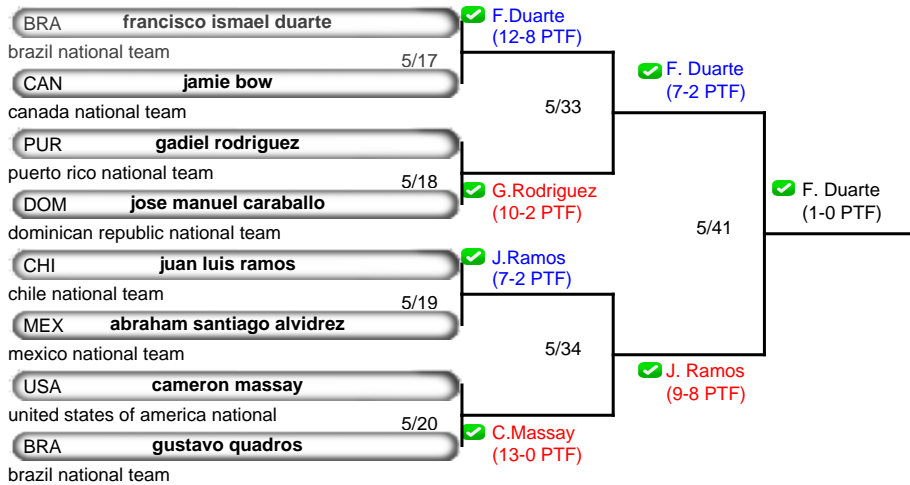 BRA francisco ismael duarte
brazil national team
5/17
CAN jamie bow
canada national team
PUR gadiel rodriguez
puerto rico national team
5/18
DOM jose manuel caraballo
dominican republic national team
CHI juan luis ramos
chile national team
5/19
MEX abraham santiago alvidrez
mexico national team
USA cameron massay
united states of america national
5/20
BRA gustavo quadros
brazil national team
F.Duarte
(12-8 PTF)
G.Rodriguez
(10-2 PTF)
J.Ramos
(7-2 PTF)
C.Massay
(13-0 PTF)
5/33
5/34
F. Duarte
(7-2 PTF)
J. Ramos
(9-8 PTF)
5/41
F. Duarte
(1-0 PTF)